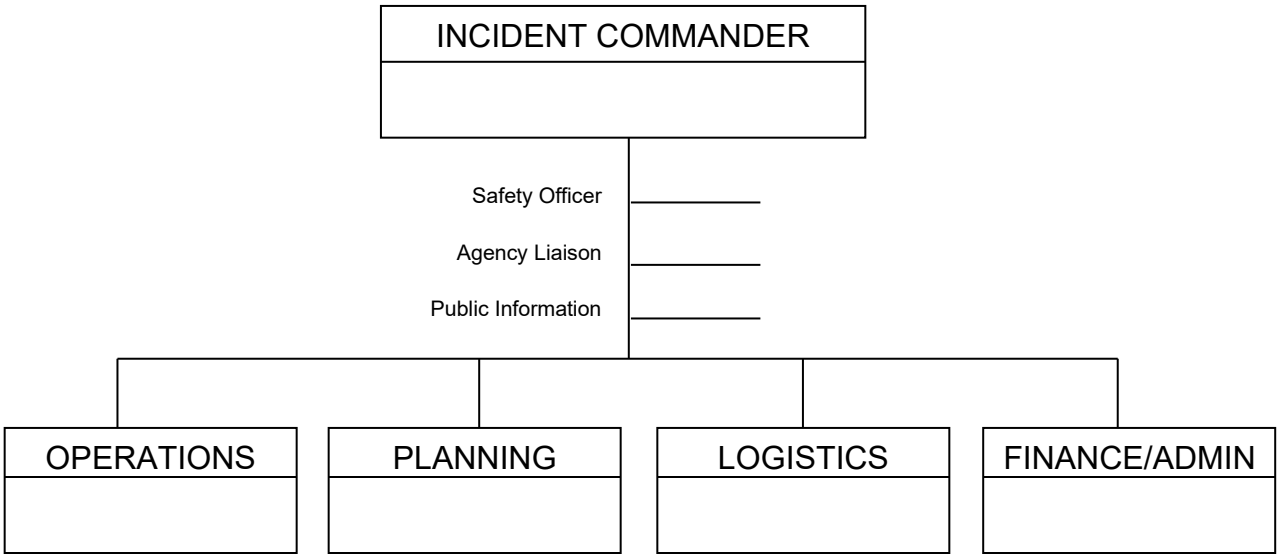 INCIDENT COMMANDER
Safety Officer
Agency Liaison
Public Information
OPERATIONS
PLANNING
LOGISTICS
FINANCE/ADMIN